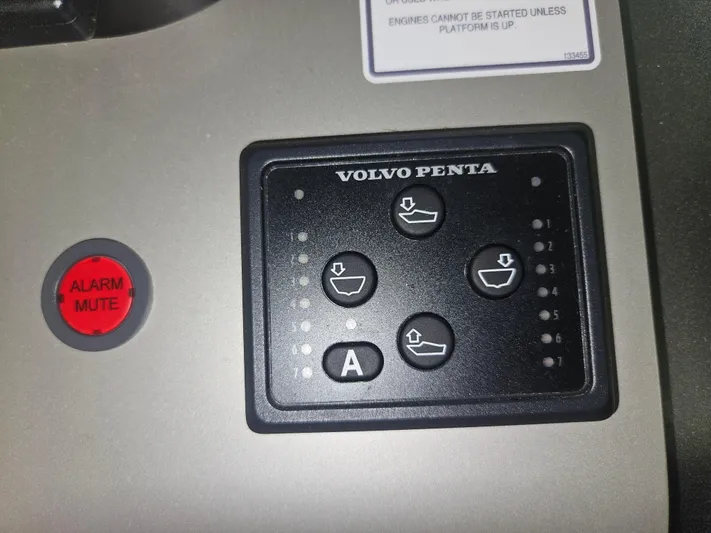 ENGINES CANNOT BE STARTED UNLESS
PLATFORM IS UP.
133455
VOLVO PENTA
ALARM
MUTE
1
2
3
4
5
6
7
1
2
3
4
5
6
7
A